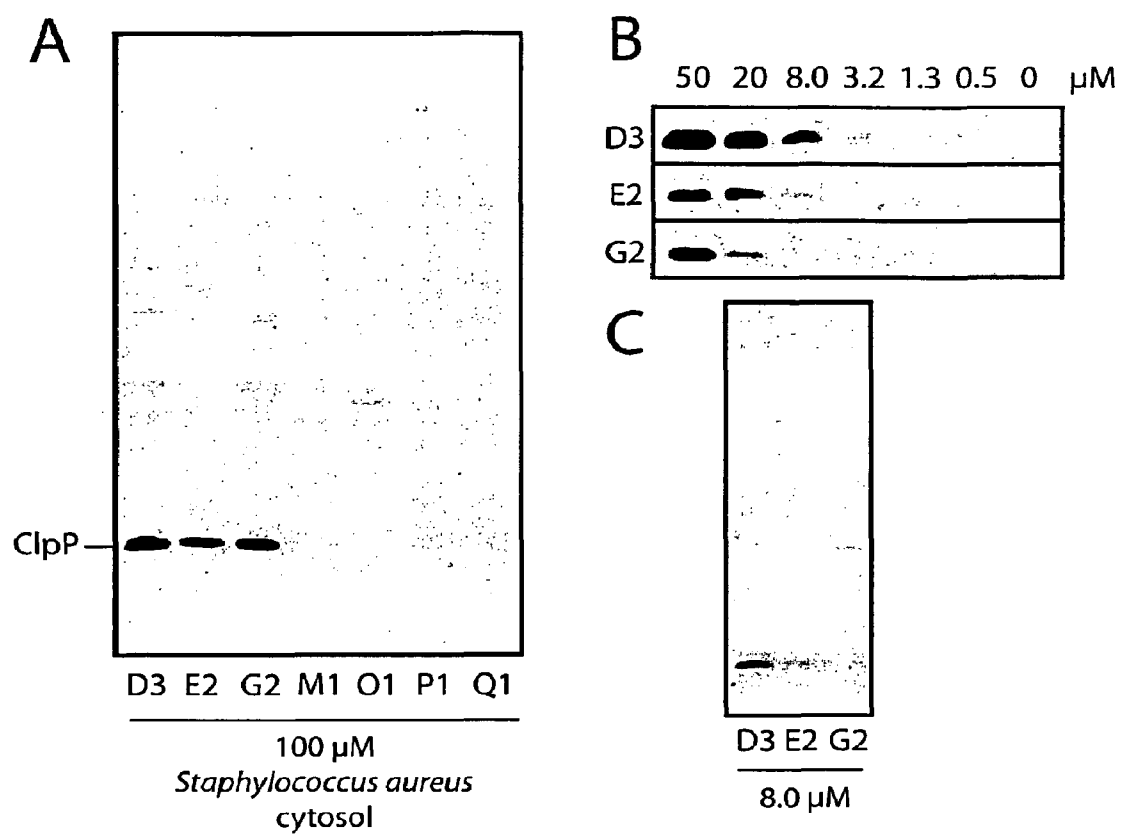 A
ClpP
D3 E2 G2 M1 O1 P1 Q1
100 µM
Staphylococcus aureus
cytosol
B
50 20 8.0 3.2 1.3 0.5 0 µM
D3
E2
G2
C
D3 E2 G2
8.0 µM